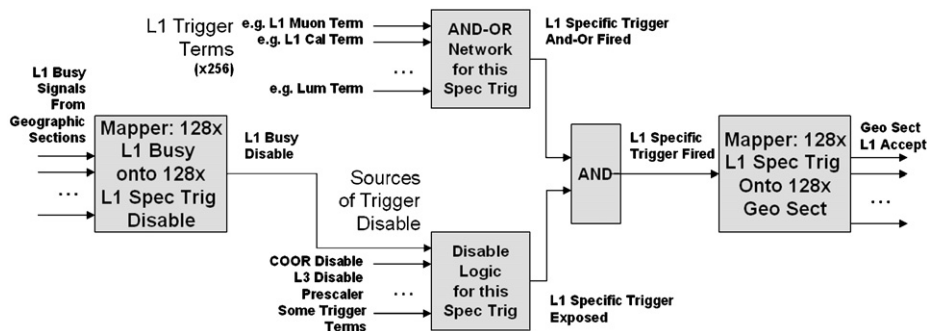 L1 Trigger
Terms
(x256)
e.g. L1 Muon Term
e.g. L1 Cal Term
...
e.g. Lum Term
AND-OR
Network
for this
Spec Trig
L1 Specific Trigger
And-Or Fired
L1 Busy
Signals
From
Geographic
Sections
...
Mapper: 128x
L1 Busy
onto 128x
L1 Spec Trig
Disable
L1 Busy
Disable
Sources
of Trigger
Disable
COOR Disable
L3 Disable
Prescaler
...
Some Trigger
Terms
Disable
Logic
for this
Spec Trig
L1 Specific Trigger
Exposed
AND
L1 Specific
Trigger Fired
Mapper: 128x
L1 Spec Trig
Onto 128x
Geo Sect
Geo Sect
L1 Accept
...